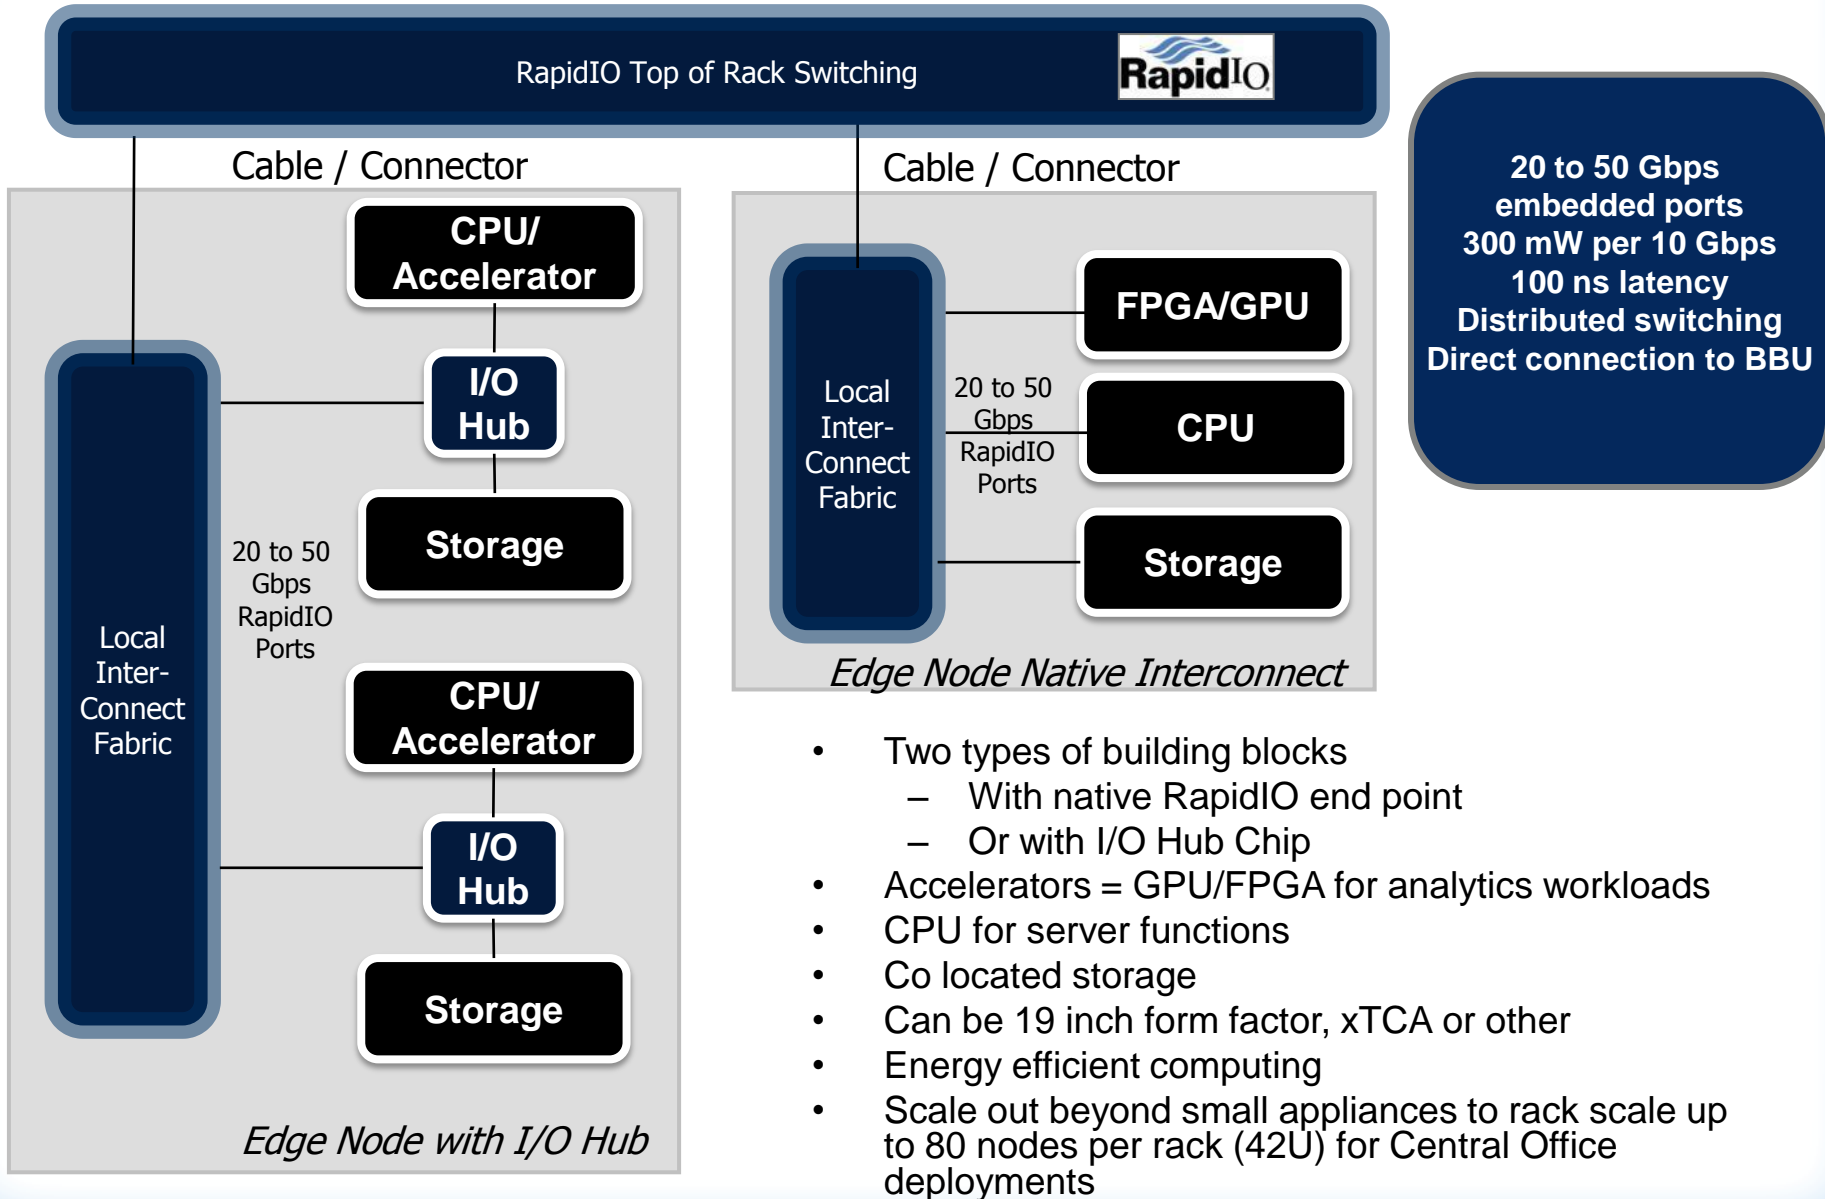 RapidIO Top of Rack Switching
RapidIO
Cable / Connector
CPU/
Accelerator
I/O
Hub
Storage
20 to 50
Gbps
RapidIO
Ports
Local
Inter-
Connect
Fabric
CPU/
Accelerator
I/O
Hub
Storage
Edge Node with I/O Hub
Cable / Connector
Local
Inter-
Connect
Fabric
20 to 50
Gbps
RapidIO
Ports
FPGA/GPU
CPU
Storage
Edge Node Native Interconnect
20 to 50 Gbps
embedded ports
300 mW per 10 Gbps
100 ns latency
Distributed switching
Direct connection to BBU
• Two types of building blocks
– With native RapidIO end point
– Or with I/O Hub Chip
• Accelerators = GPU/FPGA for analytics workloads
• CPU for server functions
• Co located storage
• Can be 19 inch form factor, xTCA or other
• Energy efficient computing
• Scale out beyond small appliances to rack scale up
to 80 nodes per rack (42U) for Central Office
deployments